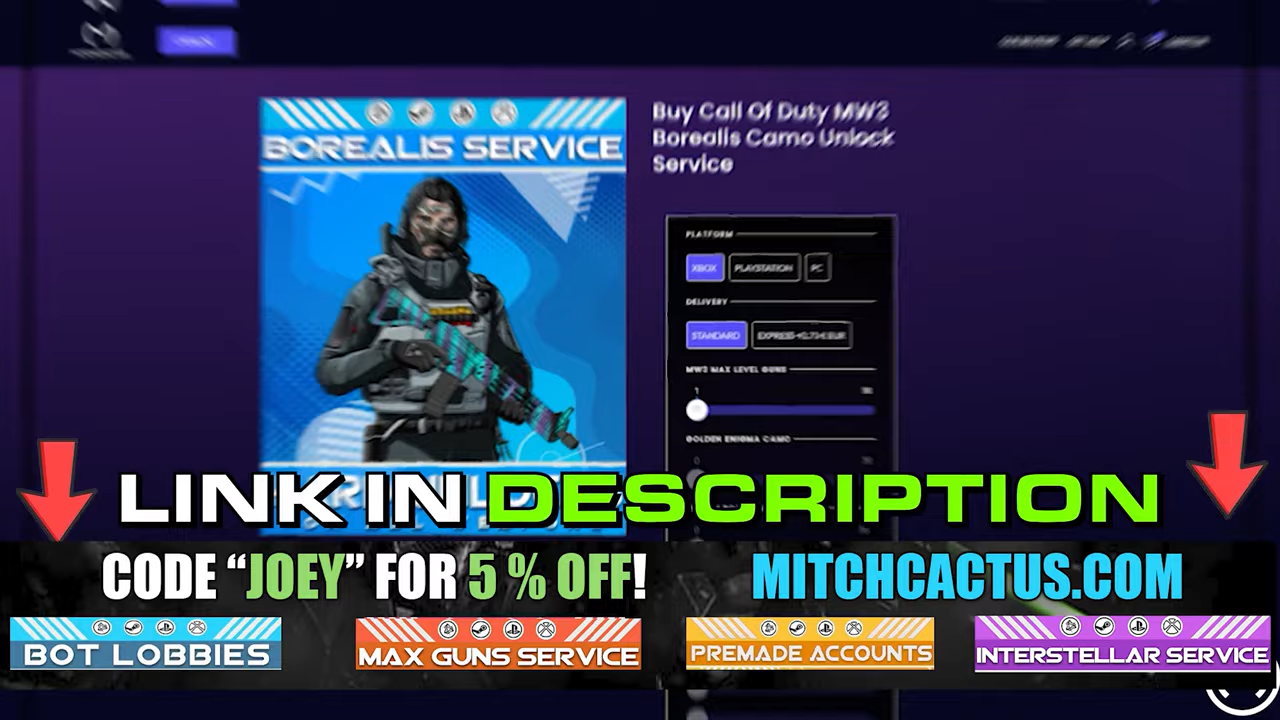 BOREALIS SERVICE
Buy Call Of Duty MW3
Borealis Camo Unlock
Service
PLATFORM
XBOX PLAYSTATION PC
DELIVERY
STANDARD
MW3 MAX LEVEL GUNS
1
GOLDEN ENIGMA CAMO
0
LINK IN DESCRIPTION
CODE “JOEY” FOR 5 % OFF!
MITCHCACTUS.COM
BOT LOBBIES
MAX GUNS SERVICE
PREMADE ACCOUNTS
INTERSTELLAR SERVICE